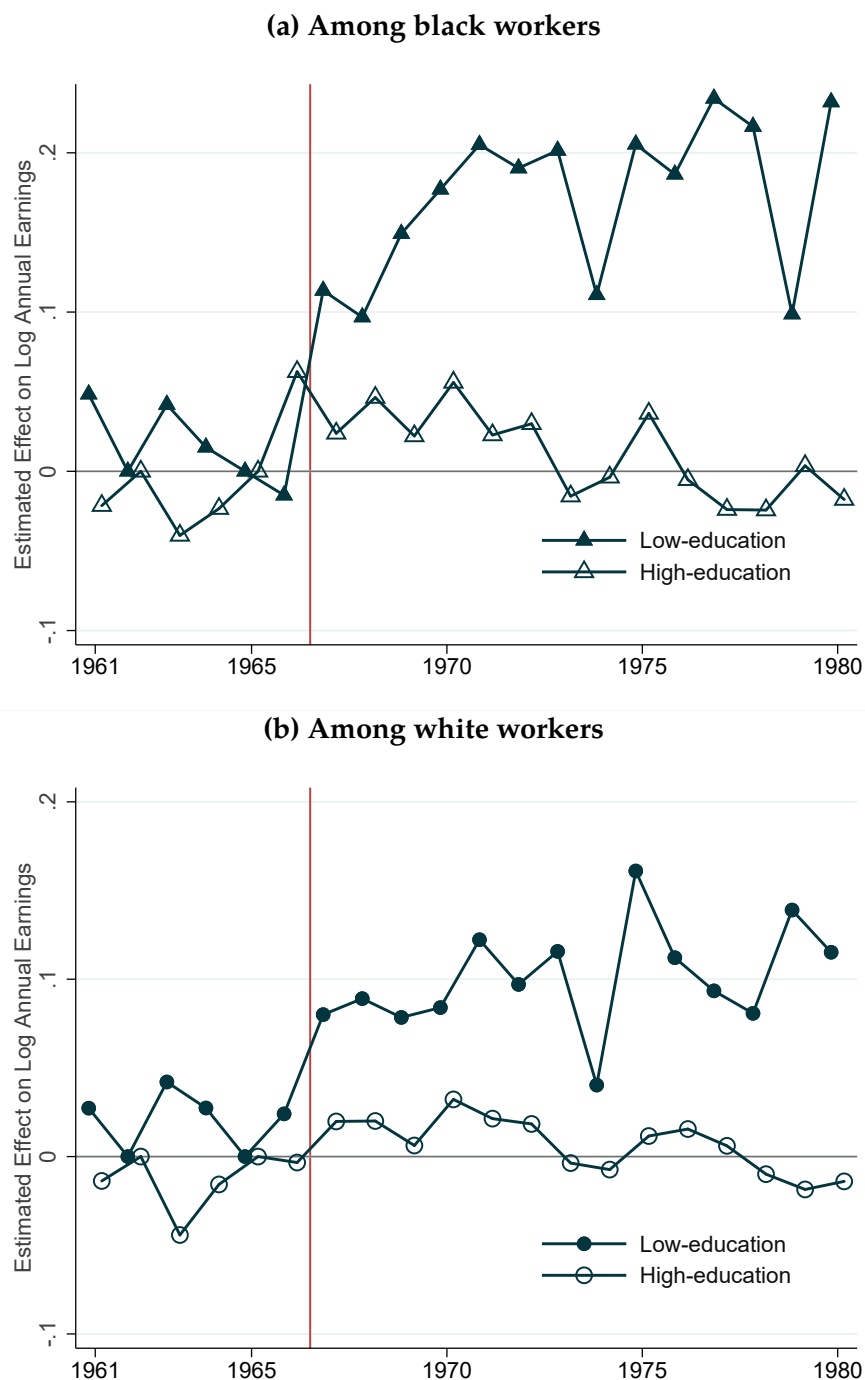 (a) Among black workers
Estimated Effect on Log Annual Earnings
.2
.1
0
-.1
Low-education
High-education
1961 1965 1970 1975 1980
(b) Among white workers
Estimated Effect on Log Annual Earnings
.2
.1
0
-.1
Low-education
High-education
1961 1965 1970 1975 1980